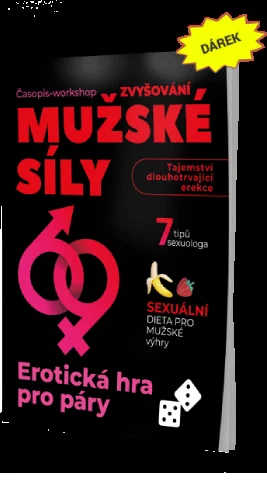 DÁREK
Časopis-workshop
ZVYŠOVÁNÍ
MUŽSKÉ
SÍLY
Tajemství
dlouhotrvající
erekce
7 tipů
sexuologa
SEXUÁLNÍ
DIETA PRO
MUŽSKÉ
výhry
Erotická hra
pro páry